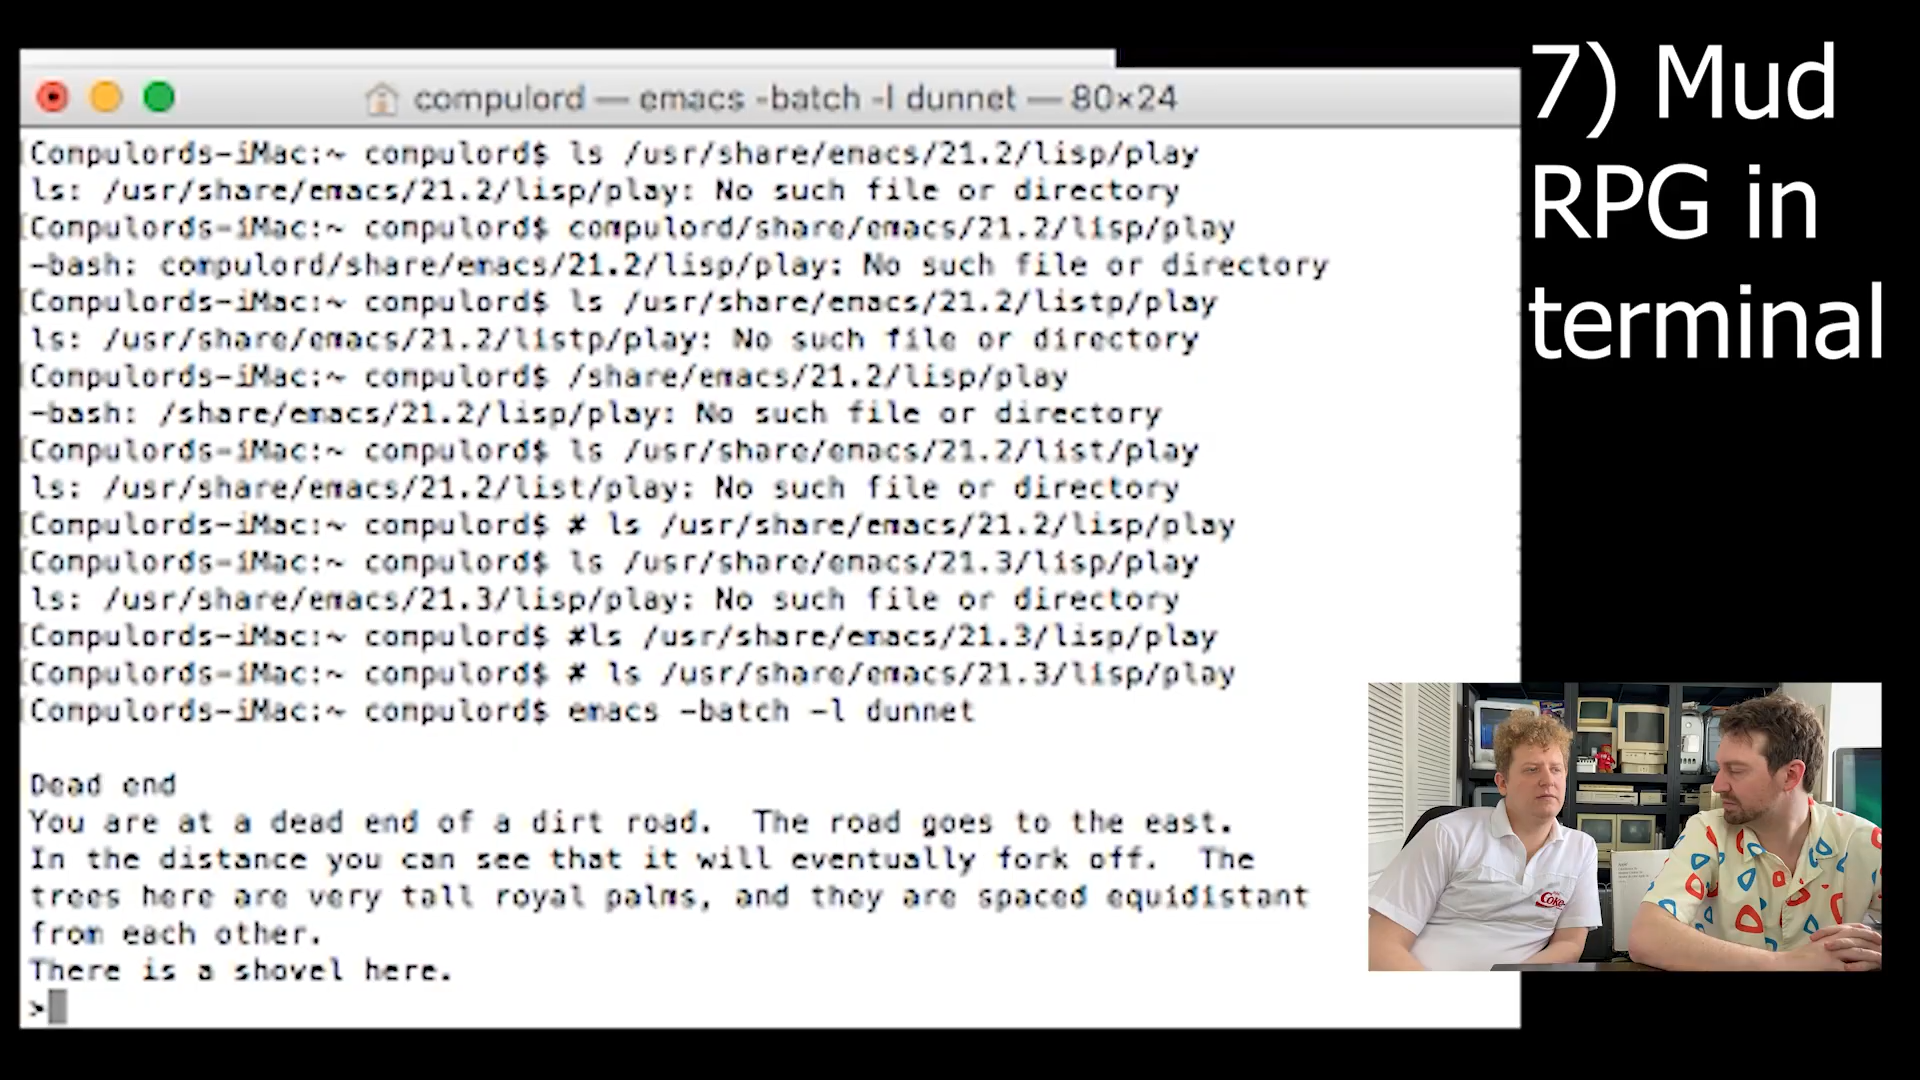 compulord — emacs -batch -l dunnet — 80×24
Compulords-iMac:~ compulord$ ls /usr/share/emacs/21.2/lisp/play
ls: /usr/share/emacs/21.2/lisp/play: No such file or directory
Compulords-iMac:~ compulord$ compulord/share/emacs/21.2/lisp/play
-bash: compulord/share/emacs/21.2/lisp/play: No such file or directory
Compulords-iMac:~ compulord$ ls /usr/share/emacs/21.2/listp/play
ls: /usr/share/emacs/21.2/listp/play: No such file or directory
Compulords-iMac:~ compulord$ /share/emacs/21.2/lisp/play
-bash: /share/emacs/21.2/lisp/play: No such file or directory
Compulords-iMac:~ compulord$ ls /usr/share/emacs/21.2/list/play
ls: /usr/share/emacs/21.2/list/play: No such file or directory
Compulords-iMac:~ compulord$ # ls /usr/share/emacs/21.2/lisp/play
Compulords-iMac:~ compulord$ ls /usr/share/emacs/21.3/lisp/play
ls: /usr/share/emacs/21.3/lisp/play: No such file or directory
Compulords-iMac:~ compulord$ #ls /usr/share/emacs/21.3/lisp/play
Compulords-iMac:~ compulord$ # ls /usr/share/emacs/21.3/lisp/play
Compulords-iMac:~ compulord$ emacs -batch -l dunnet
Dead end
You are at a dead end of a dirt road.  The road goes to the east.
In the distance you can see that it will eventually fork off.  The
trees here are very tall royal palms, and they are spaced equidistant
from each other.
There is a shovel here.
>
7) Mud
RPG in
terminal
Coke